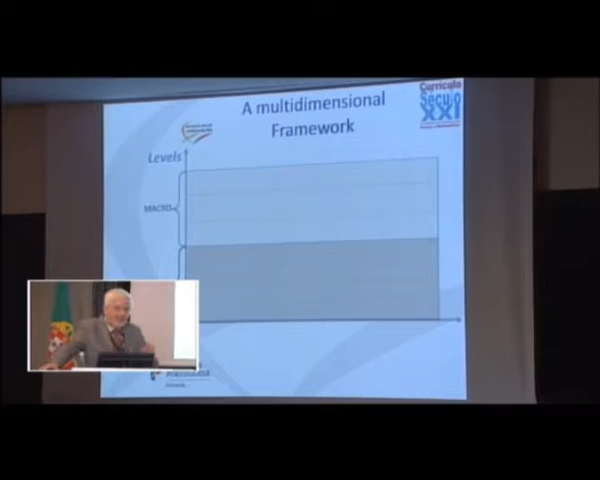 A multidimensional
Framework
Currículo
Século
XXI
Levels
MACRO